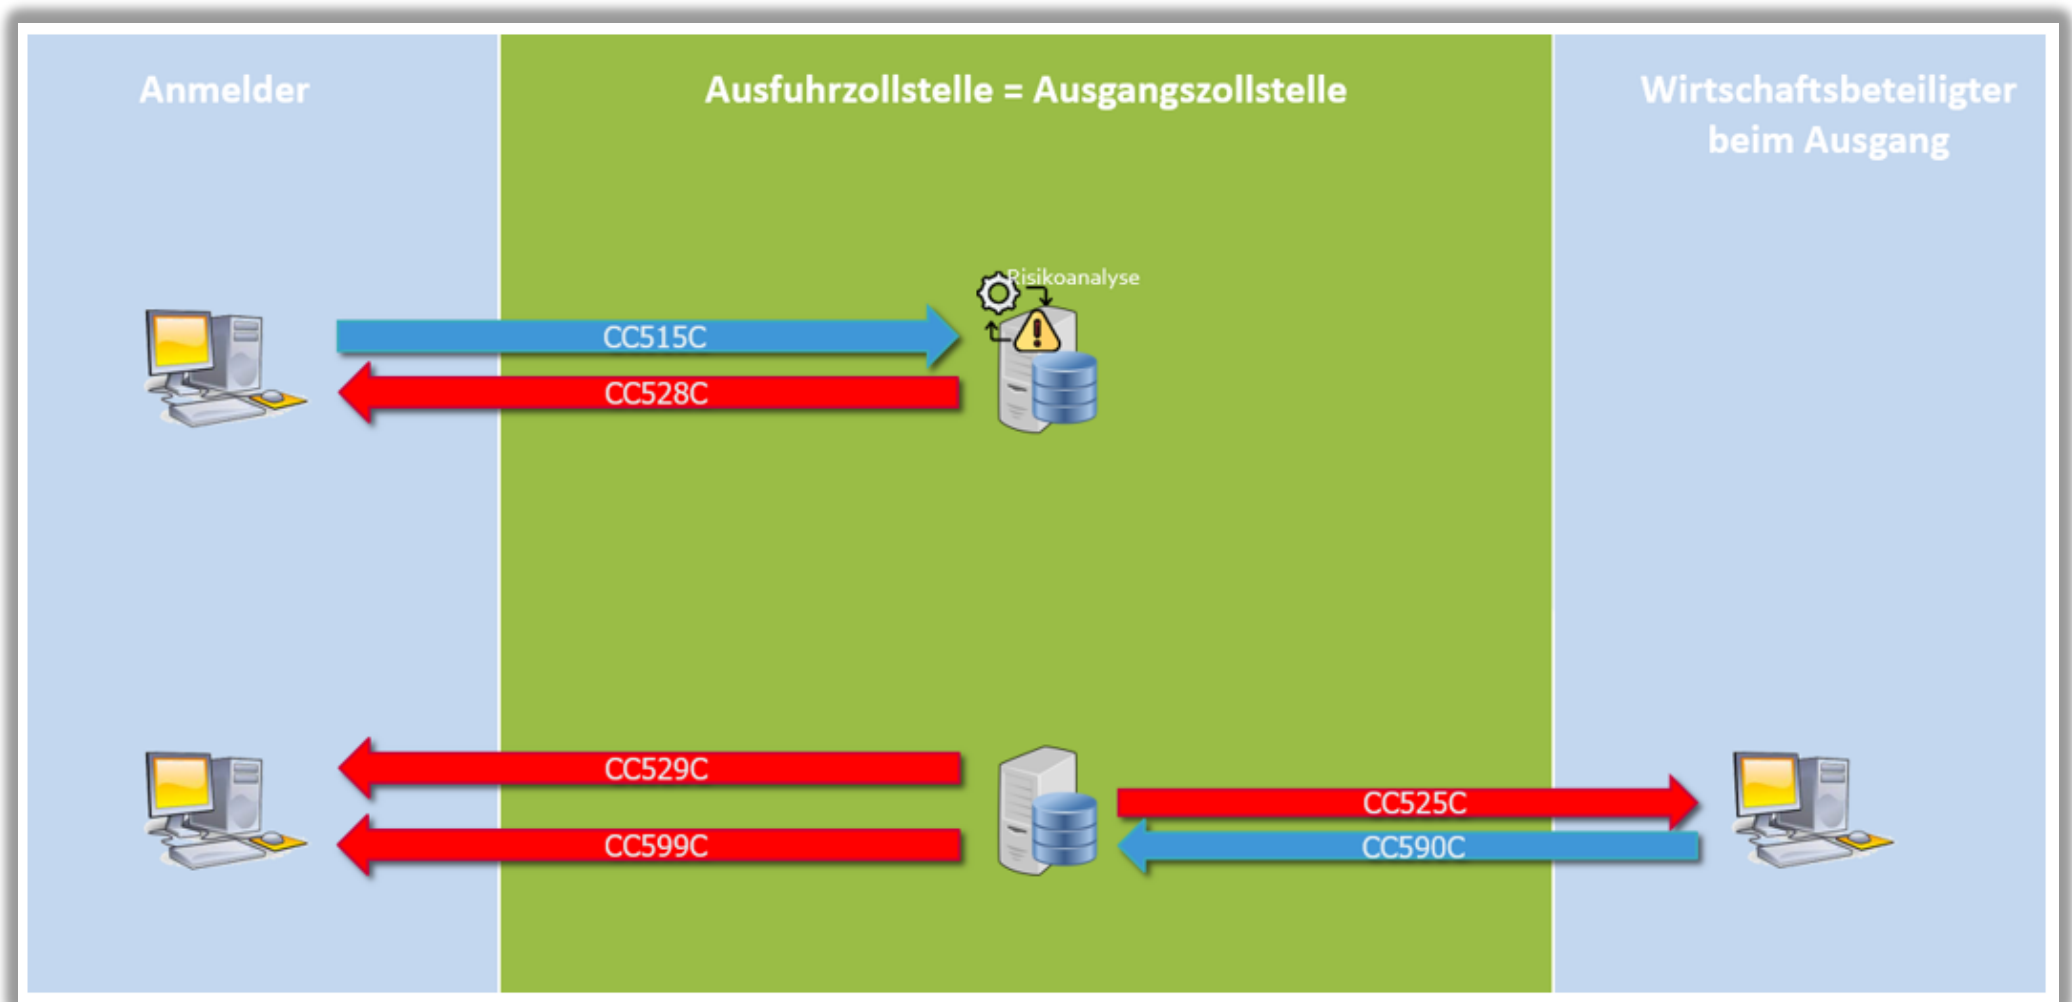 Anmelder
Ausfuhrzollstelle = Ausgangszollstelle
Wirtschaftsbeteiligter
beim Ausgang
Risikoanalyse
CC515C
CC528C
CC529C
CC525C
CC599C
CC590C